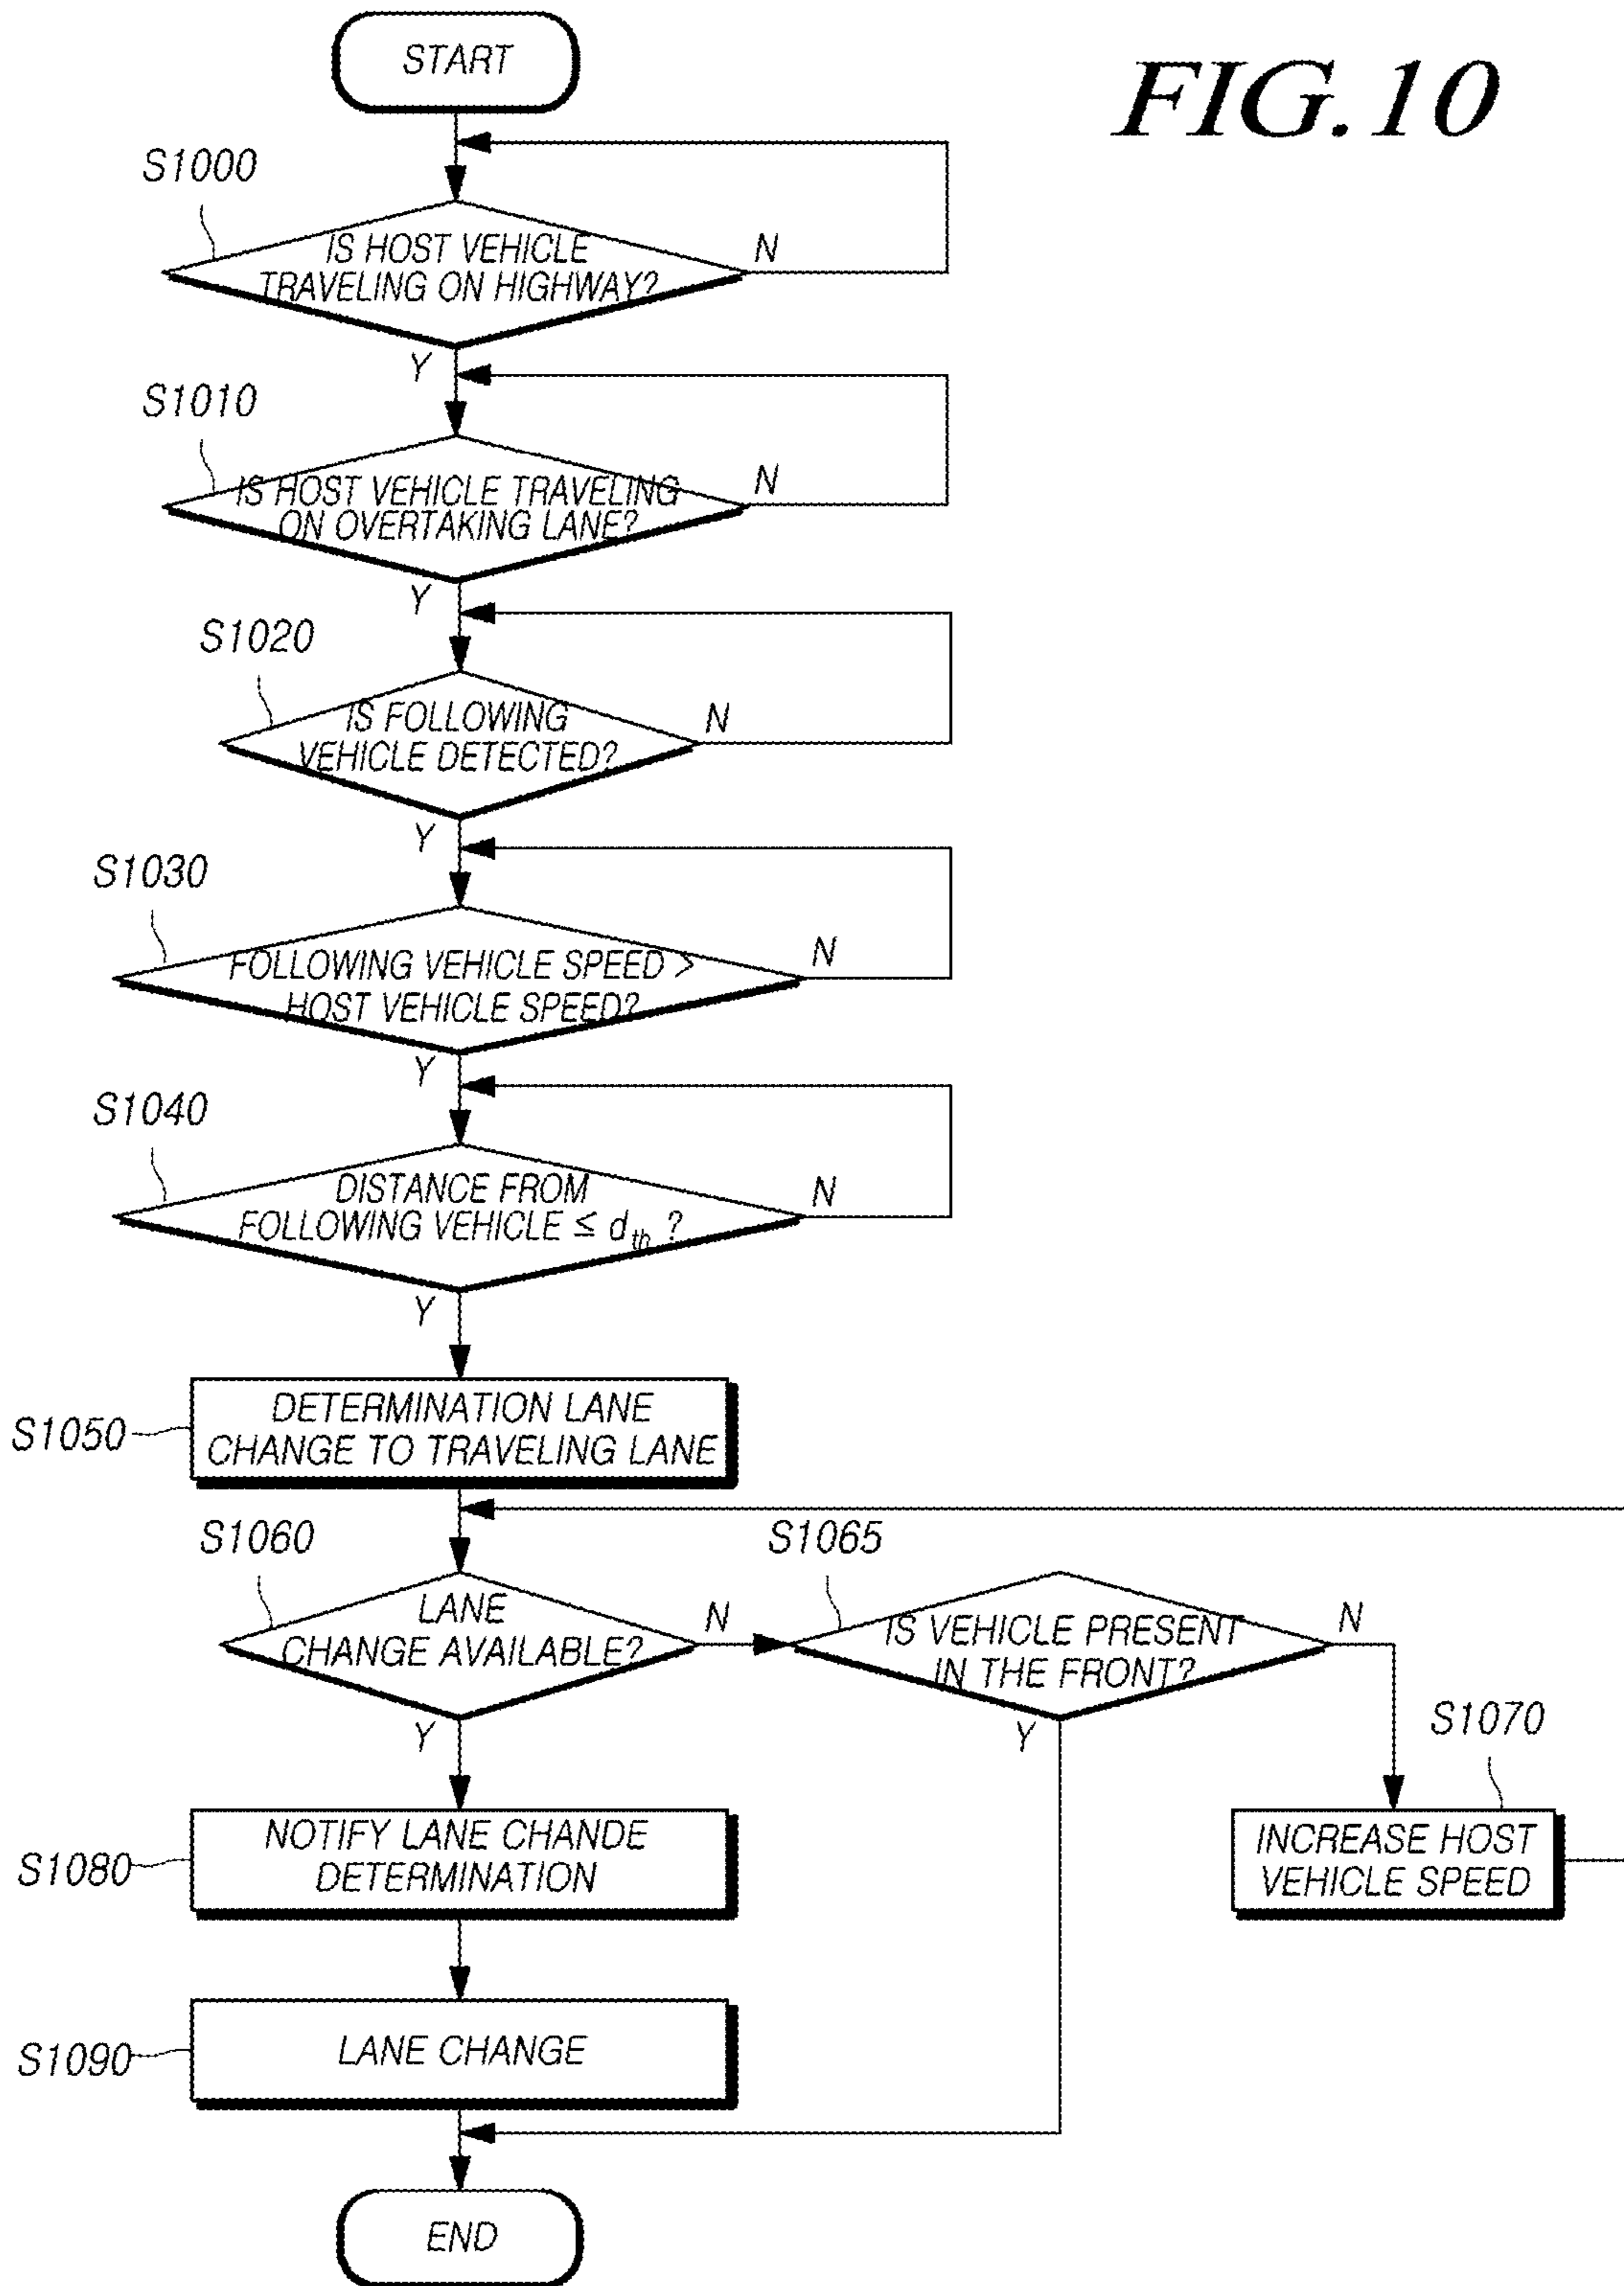 FIG.10
START
S1000
IS HOST VEHICLE
TRAVELING ON HIGHWAY?
N
Y
S1010
IS HOST VEHICLE TRAVELING
ON OVERTAKING LANE?
N
Y
S1020
IS FOLLOWING
VEHICLE DETECTED?
N
Y
S1030
FOLLOWING VEHICLE SPEED >
HOST VEHICLE SPEED?
N
Y
S1040
DISTANCE FROM
FOLLOWING VEHICLE ≤ d_th ?
N
Y
S1050
DETERMINATION LANE
CHANGE TO TRAVELING LANE
S1060
LANE
CHANGE AVAILABLE?
N
Y
S1065
IS VEHICLE PRESENT
IN THE FRONT?
N
Y
S1070
INCREASE HOST
VEHICLE SPEED
S1080
NOTIFY LANE CHANDE
DETERMINATION
S1090
LANE CHANGE
END